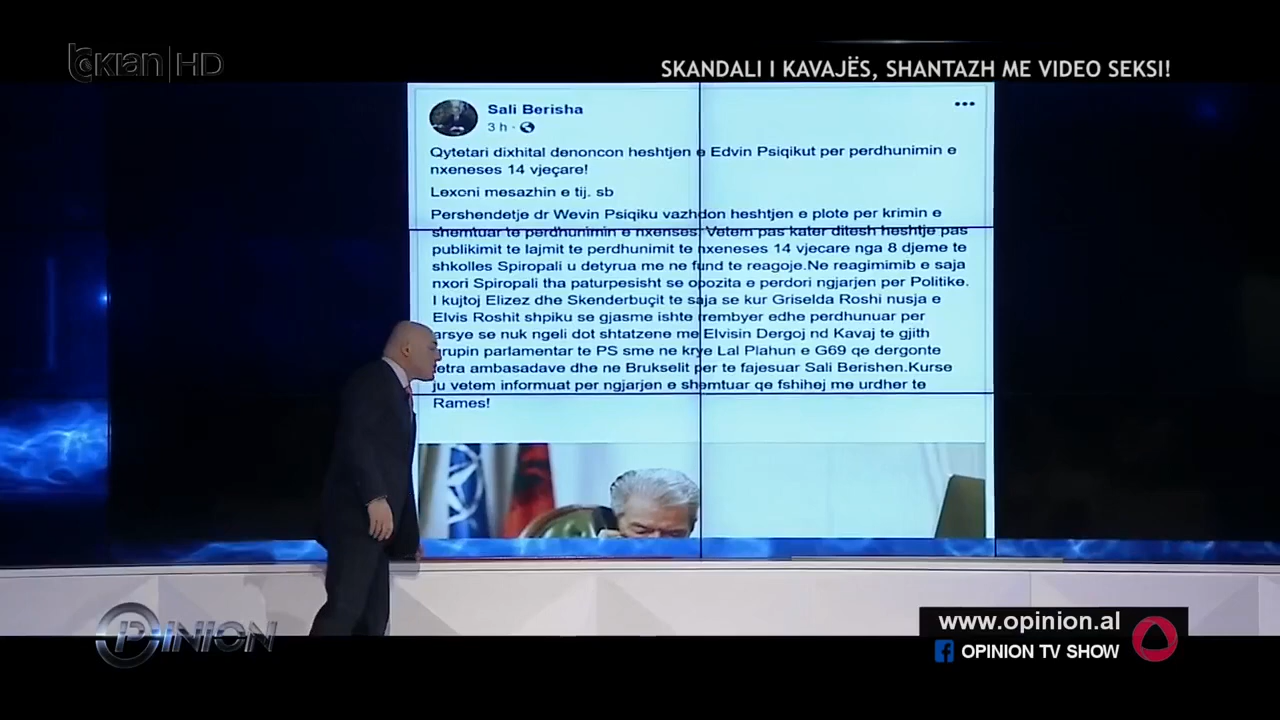 klan HD
SKANDALI I KAVAJËS, SHANTAZH ME VIDEO SEKSI!
Sali Berisha
3 h ·
Qytetari dixhital denoncon heshtjen e Edvin Psiqikut per perdhunimin e
nxeneses 14 vjeçare!
Lexoni mesazhin e tij. sb
Pershendetje dr Wevin Psiqiku vazhdon heshtjen e plote per krimin e
shemtuar te perdhunimin e nxenses. Vetem pas kater ditesh heshtje pas
publikimit te lajmit te perdhunimit te nxeneses 14 vjecare nga 8 djeme te
shkolles Spiropali u detyrua me ne fund te reagoje.Ne reagimimib e saja
nxori Spiropali tha paturpesisht se opozita e perdori ngjarjen per Politike.
I kujtoj Elizez dhe Skenderbuçit te saja se kur Griselda Roshi nusja e
Elvis Roshit shpiku se gjasme ishte rrembyer edhe perdhunuar per
arsye se nuk ngeli dot shtatzene me Elvisin Dergoj nd Kavaj te gjith
grupin parlamentar te PS sme ne krye Lal Plahun e G69 qe dergonte
letra ambasadave dhe ne Brukselit per te fajesuar Sali Berishen.Kurse
ju vetem informuat per ngjarjen e shemtuar qe fshihej me urdher te
Rames!
OPINION
www.opinion.al
OPINION TV SHOW